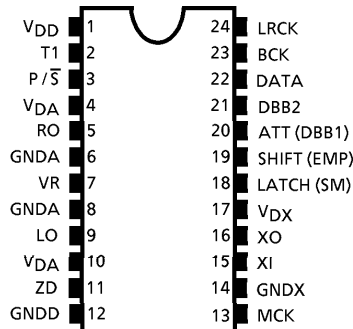 VDD 1 24 LRCK
T1 2 23 BCK
P/S̅ 3 22 DATA
VDA 4 21 DBB2
RO 5 20 ATT (DBB1)
GNDA 6 19 SHIFT (EMP)
VR 7 18 LATCH (SM)
GNDA 8 17 VDX
LO 9 16 XO
VDA 10 15 XI
ZD 11 14 GNDX
GNDD 12 13 MCK